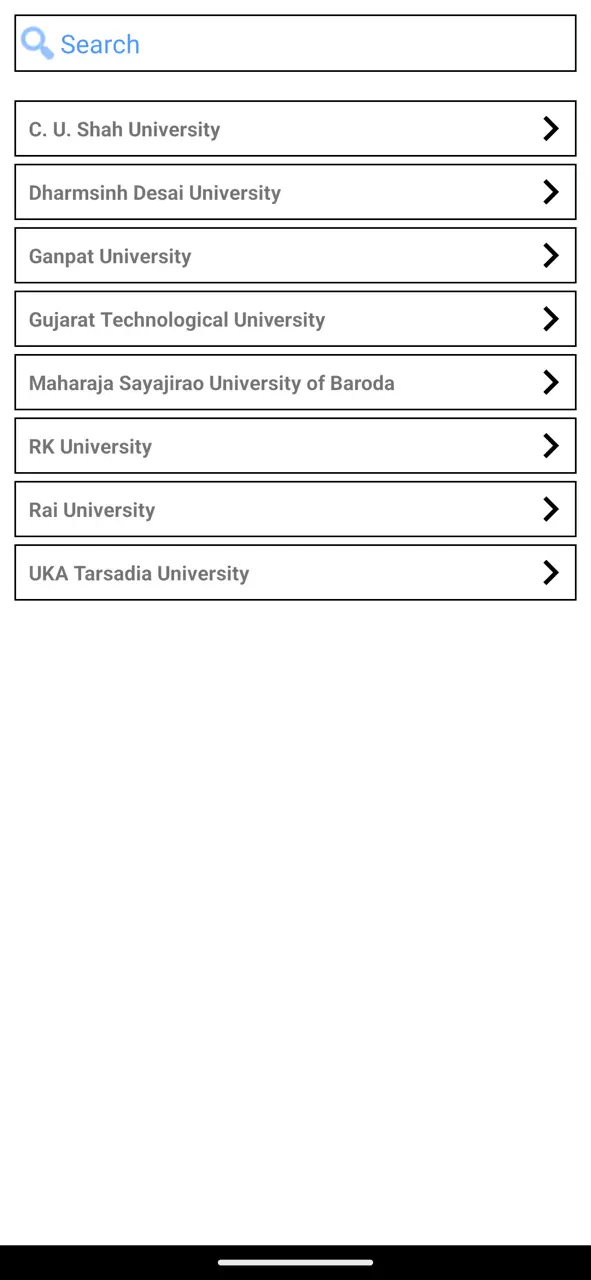 Search
C. U. Shah University
Dharmsinh Desai University
Ganpat University
Gujarat Technological University
Maharaja Sayajirao University of Baroda
RK University
Rai University
UKA Tarsadia University